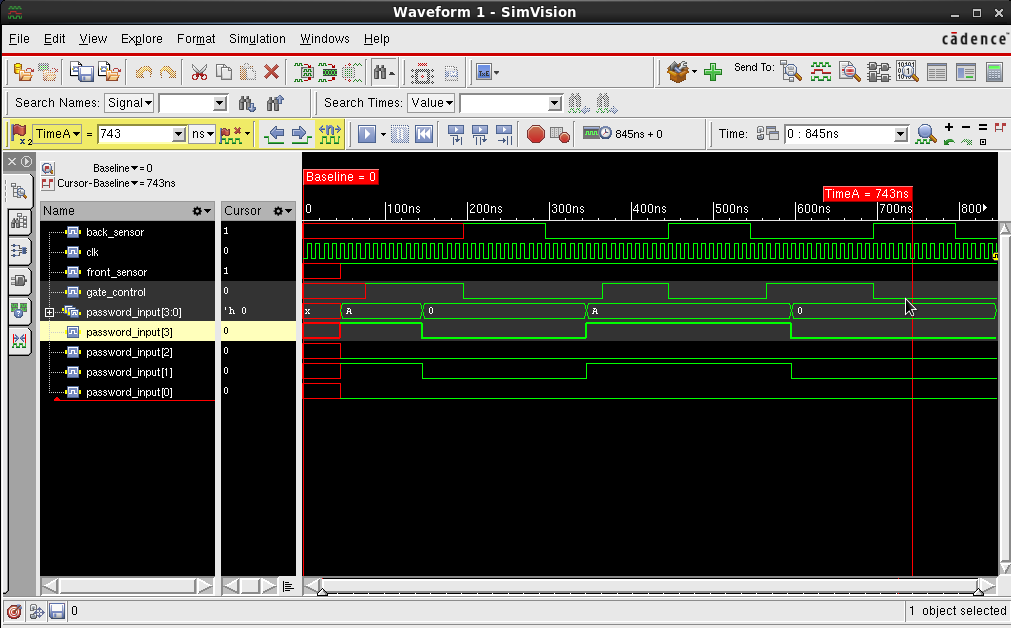 Waveform 1 - SimVision
File Edit View Explore Format Simulation Windows Help
cādence
Send To:
Search Names: Signal
Search Times: Value
x2 TimeA = 743 ns
845ns + 0
Time: 0 : 845ns
Baseline = 0
Cursor-Baseline = 743ns
Baseline = 0
TimeA = 743ns
Name Cursor
0 100ns 200ns 300ns 400ns 500ns 600ns 700ns 800
back_sensor 1
clk 0
front_sensor 1
gate_control 0
password_input[3:0] 'h 0 x A 0 A 0
password_input[3] 0
password_input[2] 0
password_input[1] 0
password_input[0] 0
0
1 object selected